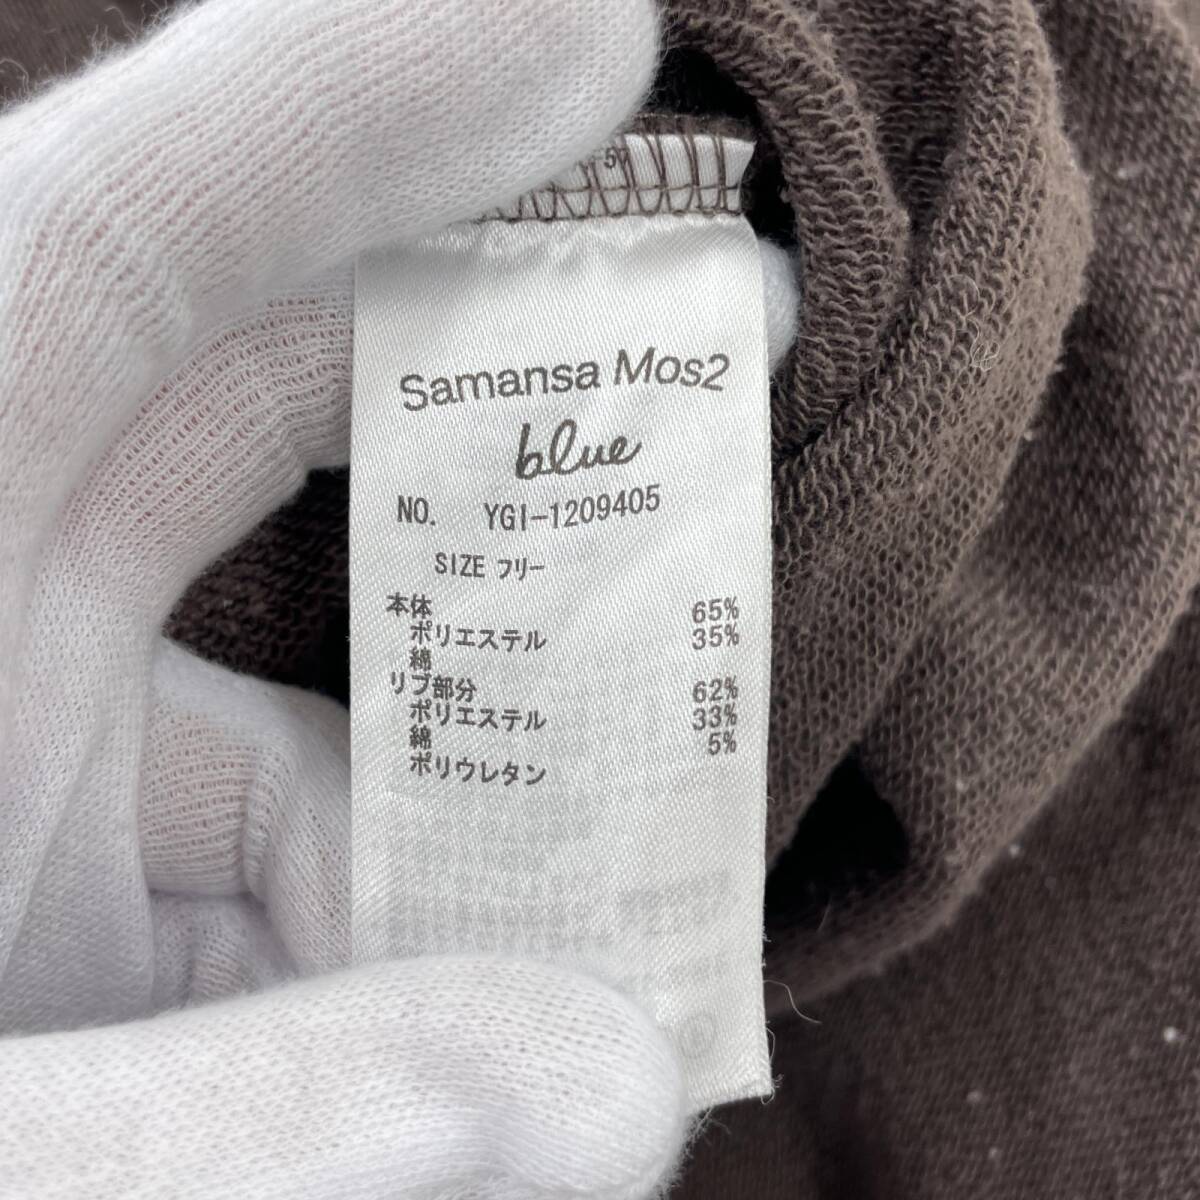 5
Samansa Mos2
blue
NO. YGI-1209405
SIZE フリー
本体
ポリエステル 65%
綿 35%
リブ部分
ポリエステル 62%
綿 33%
ポリウレタン 5%